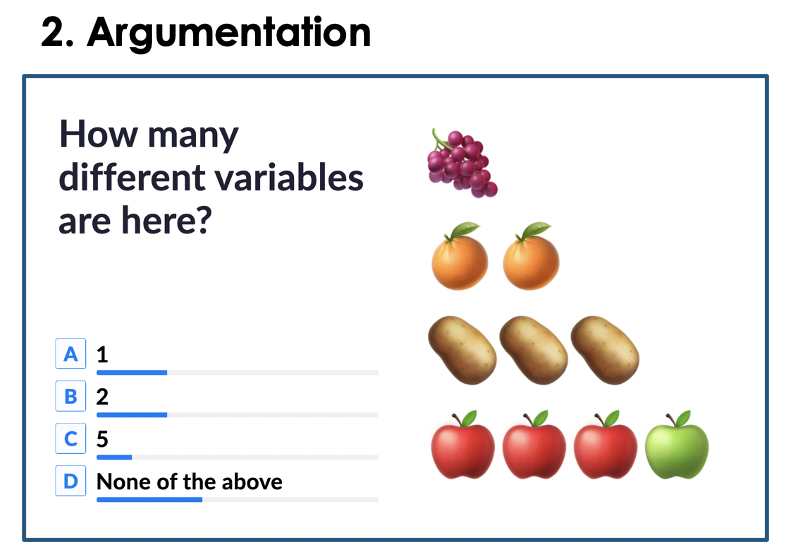 2. Argumentation
How many
different variables
are here?
A 1
B 2
C 5
D None of the above